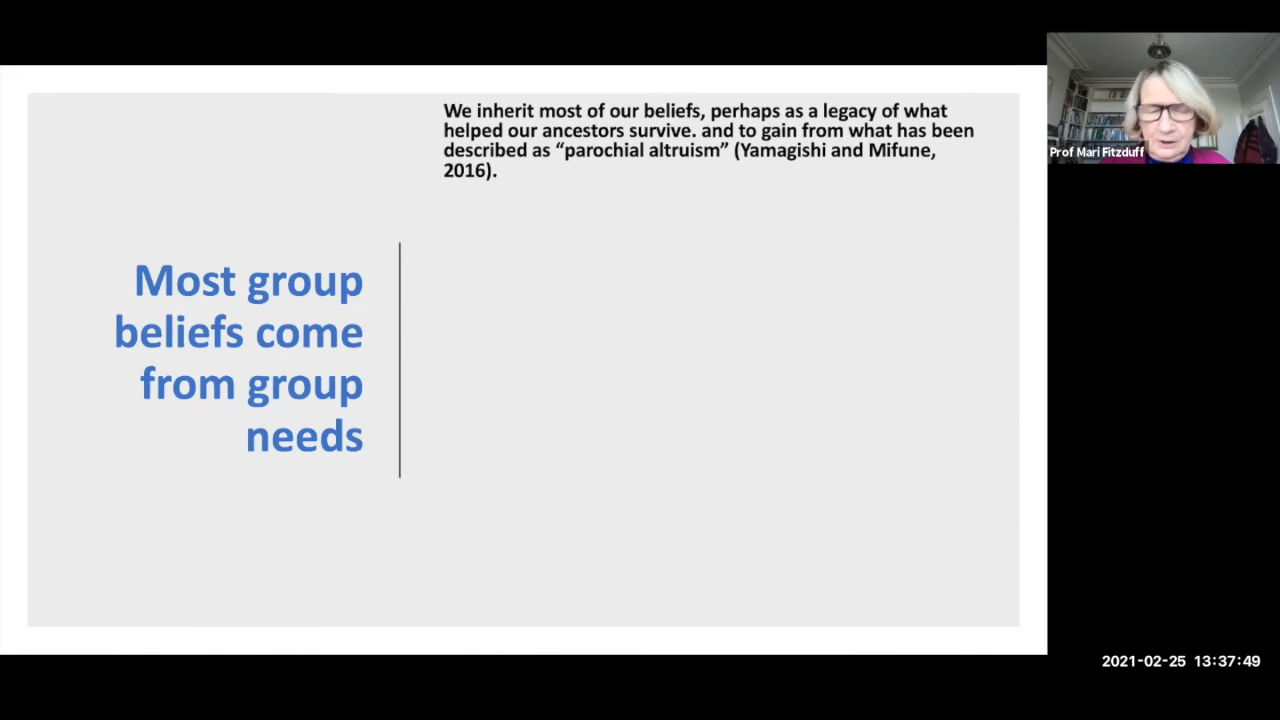 We inherit most of our beliefs, perhaps as a legacy of what
helped our ancestors survive. and to gain from what has been
described as “parochial altruism” (Yamagishi and Mifune,
2016).
Most group
beliefs come
from group
needs
Prof Mari Fitzduff
2021-02-25 13:37:49